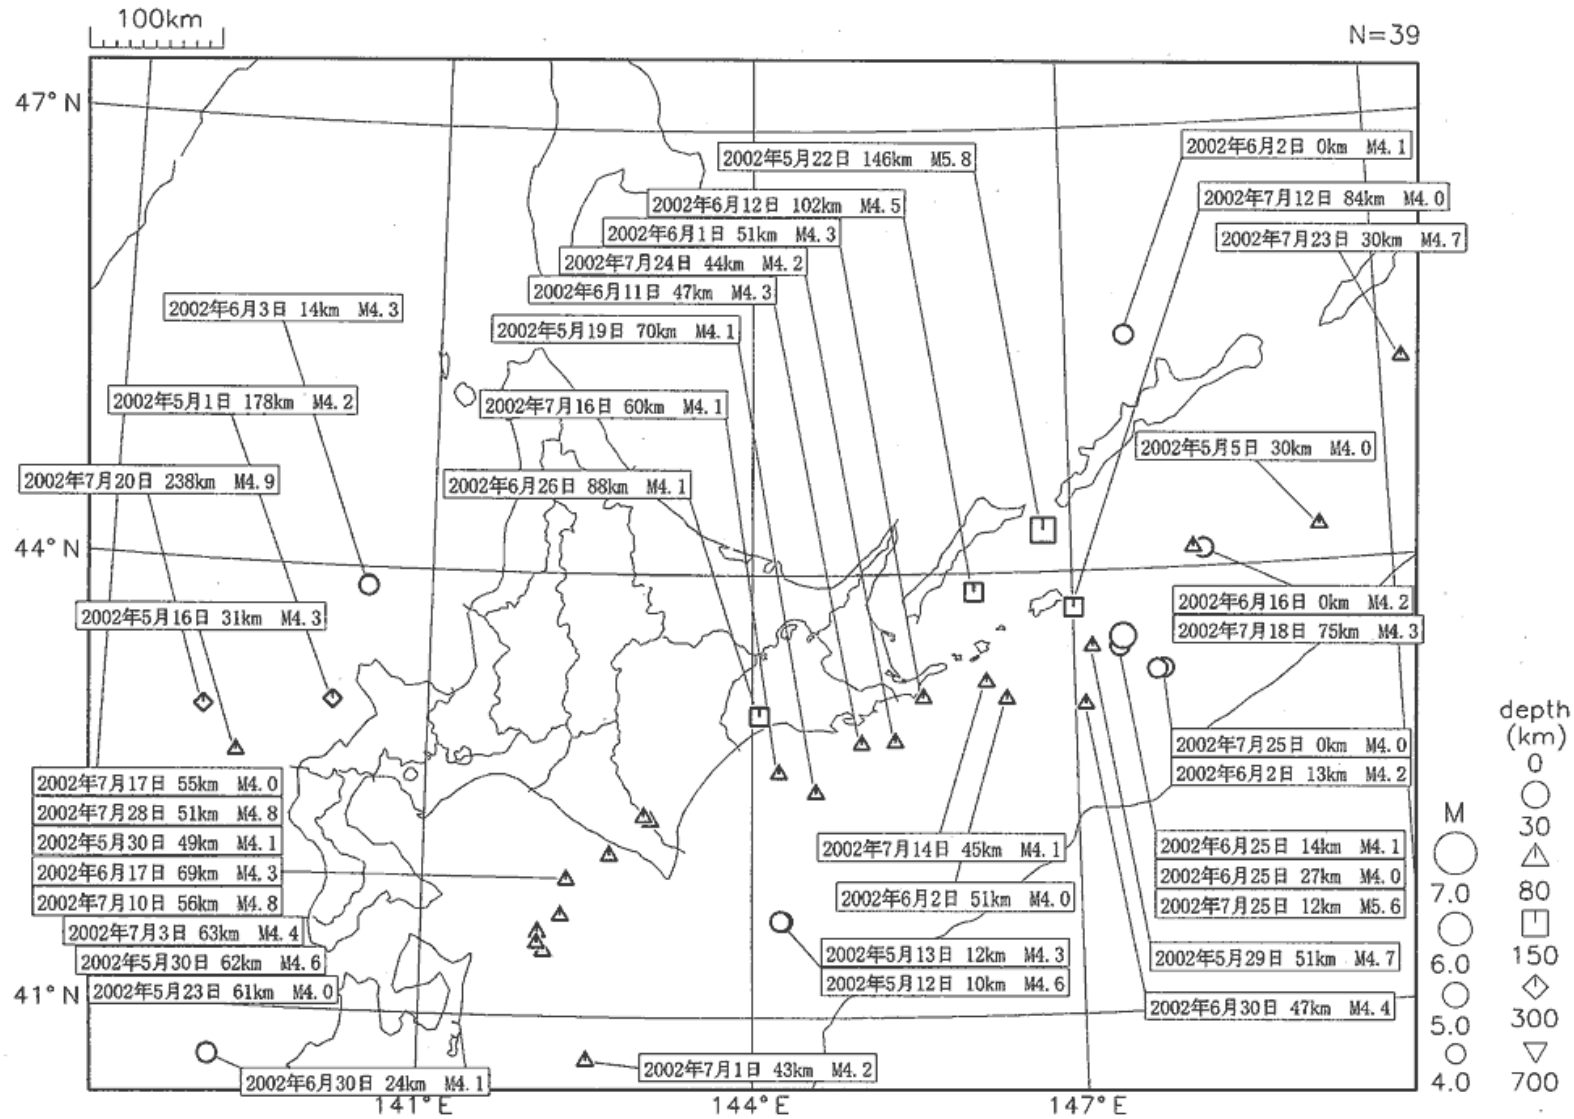 100km
N=39
47°N
2002年6月2日 0km M4.1
2002年5月22日 146km M5.8
2002年7月12日 84km M4.0
2002年6月12日 102km M4.5
2002年6月1日 51km M4.3
2002年7月23日 30km M4.7
2002年7月24日 44km M4.2
2002年6月11日 47km M4.3
2002年6月3日 14km M4.3
2002年5月19日 70km M4.1
2002年5月1日 178km M4.2
2002年7月16日 60km M4.1
2002年5月5日 30km M4.0
2002年7月20日 238km M4.9
2002年6月26日 88km M4.1
44°N
2002年6月16日 0km M4.2
2002年5月16日 31km M4.3
2002年7月18日 75km M4.3
depth
(km)
0
30
80
150
300
700
2002年7月25日 0km M4.0
2002年6月2日 13km M4.2
2002年7月17日 55km M4.0
2002年7月28日 51km M4.8
2002年5月30日 49km M4.1
2002年6月17日 69km M4.3
2002年7月10日 56km M4.8
2002年7月3日 63km M4.4
2002年5月30日 62km M4.6
2002年5月23日 61km M4.0
M
7.0
6.0
5.0
4.0
2002年7月14日 45km M4.1
2002年6月2日 51km M4.0
2002年6月25日 14km M4.1
2002年6月25日 27km M4.0
2002年7月25日 12km M5.6
2002年5月13日 12km M4.3
2002年5月12日 10km M4.6
2002年5月29日 51km M4.7
41°N
2002年6月30日 47km M4.4
2002年7月1日 43km M4.2
2002年6月30日 24km M4.1
141°E
144°E
147°E